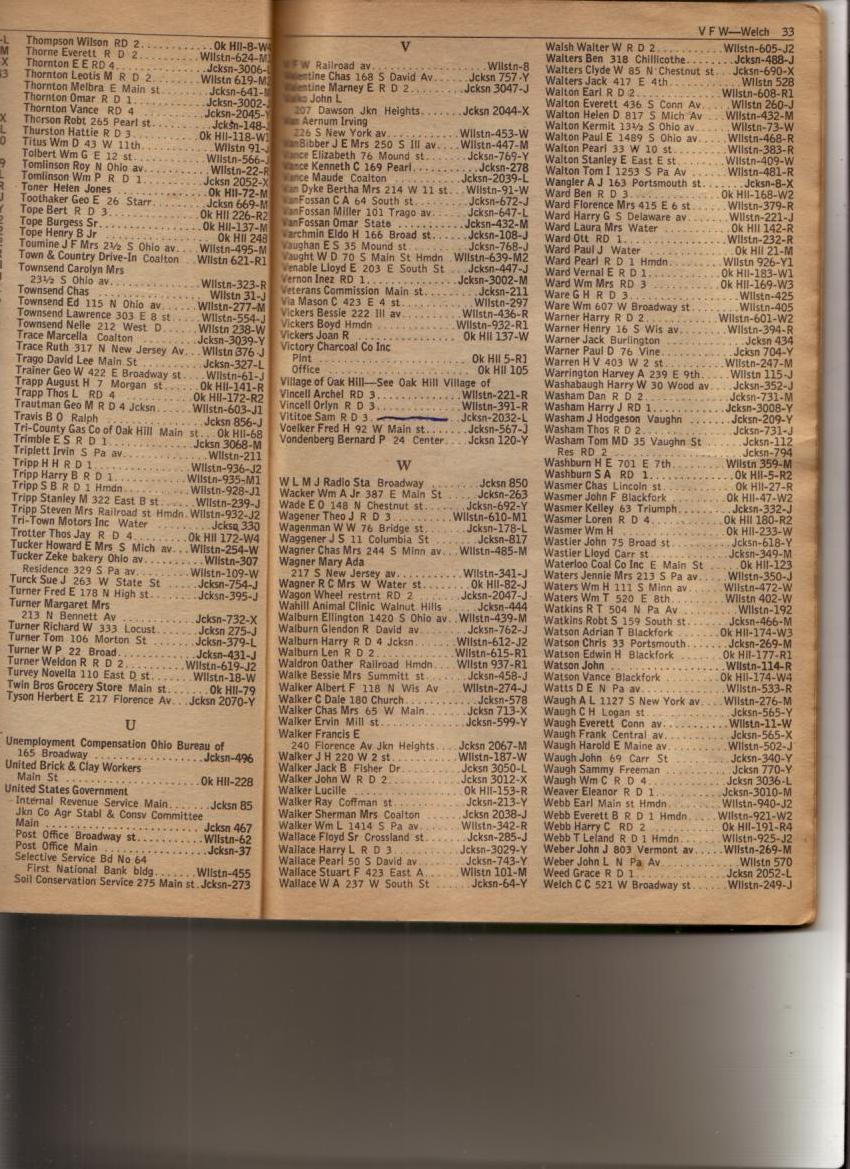 Thompson Wilson RD 2 Ok Hll-8-W
Thorne Everett R D 2 Wllstn-624-M
Thornton E E RD 4 Jcksn-3006-
Thornton Leotis M R D 2 Wllstn 619-M
Thornton Melbra E Main st Jcksn-641-
Thornton Omar R D 1 Jcksn-3002-
Thornton Vance RD 4 Jcksn-2045-
Thorson Robt 265 Pearl st Jcksn-148-
Thurston Hattie R D 3 Ok Hll-118-W
Titus Wm D 43 W 11th Wllstn 91-J
Tolbert Wm G E 12 st Wllstn-566-J
Tomlinson Roy N Ohio av Wllstn-22-R
Tomlinson Wm P R D 1 Jcksn 2052-X
Toner Helen Jones Ok Hll-72-M
Toothaker Geo E 26 Starr Jcksn 669-M
Tope Bert R D 3 Ok Hll 226-R2
Tope Burgess Sr Ok Hll-137-M
Tope Henry B Jr Ok Hll 248
Toumine J F Mrs 2½ S Ohio av Wllstn-495-M
Town & Country Drive-In Coalton Wllstn 621-R1
Townsend Carolyn Mrs
23½ S Ohio av Wllstn-323-R
Townsend Chas Wllstn 31-J
Townsend Ed 115 N Ohio av Wllstn-277-M
Townsend Lawrence 303 E 8 st Wllstn-554-J
Townsend Nelle 212 West D Wllstn 238-W
Trace Marcella Coalton Jcksn-3039-Y
Trace Ruth 317 N New Jersey Av Wllstn 376 J
Trago David Lee Main St Jcksn-327-L
Trainer Geo W 422 E Broadway st Wllstn-61-J
Trapp August H 7 Morgan st Ok Hll-141-R
Trapp Thos L RD 4 Ok Hll-172-R2
Trautman Geo M R D 4 Jcksn Wllstn-603-J1
Travis B O Ralph Jcksn 856-J
Tri-County Gas Co of Oak Hill Main st Ok Hll-68
Trimble E S R D 1 Jcksn 3068-M
Triplett Irvin S Pa av Wllstn-211
Tripp H H R D 1 Wllstn-936-J2
Tripp Harry B R D 1 Wllstn-935-M1
Tripp S B R D 1 Hmdn Wllstn-928-J1
Tripp Stanley M 322 East B st Wllstn-239-J
Tripp Steven Mrs Railroad st Hmdn Wllstn-932-J2
Tri-Town Motors Inc Water Jcksn 330
Trotter Thos Jay R D 4 Ok Hll 172-W4
Tucker Howard E Mrs S Mich av Wllstn-254-W
Tucker Zeke bakery Ohio av Wllstn-307
Residence 329 S Pa av Wllstn-109-W
Turck Sue J 263 W State St Jcksn-754-J
Turner Fred E 178 N High st Jcksn-395-J
Turner Margaret Mrs
213 N Bennett Av Jcksn-732-X
Turner Richard W 333 Locust Jcksn 275-J
Turner Tom 106 Morton St Jcksn-379-L
Turner W P 22 Broad Jcksn-431-J
Turner Weldon R R D 2 Wllstn-619-J2
Turvey Novella 110 East D st Wllstn-18-W
Twin Bros Grocery Store Main st Ok Hll-79
Tyson Herbert E 217 Florence Av Jcksn 2070-Y
U
Unemployment Compensation Ohio Bureau of
165 Broadway Jcksn-496
United Brick & Clay Workers
Main St Ok Hll-228
United States Government
Internal Revenue Service Main Jcksn 85
Jkn Co Agr Stabl & Consv Committee
Main Jcksn 467
Post Office Broadway st Wllstn-62
Post Office Main Jcksn-37
Selective Service Bd No 64
First National Bank bldg Wllstn-455
Soil Conservation Service 275 Main st Jcksn-273
V
F W Railroad av Wllstn-8
Chas 168 S David Av Jcksn 757-Y
Marney E R D 2 Jcksn 3047-J
John L
207 Dawson Jkn Heights Jcksn 2044-X
Aernum Irving
226 S New York av Wllstn-453-W
VanBibber J E Mrs 250 S Ill av Wllstn-447-M
Vance Elizabeth 76 Mound st Jcksn-769-Y
Vance Kenneth C 169 Pearl Jcksn-278
Vance Maude Coalton Jcksn-2039-L
Van Dyke Bertha Mrs 214 W 11 st Wllstn-91-W
VanFossan C A 64 South st Jcksn-672-J
VanFossan Miller 101 Trago av Jcksn-647-L
VanFossan Omar State Jcksn-432-M
Varchmin Eldo H 166 Broad st Jcksn-108-J
Vaughan E S 35 Mound st Jcksn-768-J
Vaught W D 70 S Main St Hmdn Wllstn-639-M2
Venable Lloyd E 203 E South St Jcksn-447-J
Vernon Inez RD 1 Jcksn-3002-M
Veterans Commission Main st Jcksn-211
Via Mason C 423 E 4 st Wllstn-297
Vickers Bessie 222 Ill av Wllstn-436-R
Vickers Boyd Hmdn Wllstn-932-R1
Vickers Joan R Ok Hll 137-W
Victory Charcoal Co Inc
Plnt Ok Hll 5-R1
Office Ok Hll 105
Village of Oak Hill—See Oak Hill Village of
Vincell Archel RD 3 Wllstn-221-R
Vincell Orlyn R D 3 Wllstn-391-R
Vititoe Sam R D 3 Jcksn-2032-L
Voelker Fred H 92 W Main st Jcksn-567-J
Vondenberg Bernard P 24 Center Jcksn 120-Y
W
W L M J Radio Sta Broadway Jcksn 850
Wacker Wm A Jr 387 E Main St Jcksn-263
Wade E O 148 N Chestnut st Jcksn-692-Y
Wagener Theo J R D 3 Wllstn-610-M1
Wagenman W W 76 Bridge st Jcksn-178-L
Waggener J S 11 Columbia St Jcksn-817
Wagner Chas Mrs 244 S Minn av Wllstn-485-M
Wagner Mary Ada
217 S New Jersey av Wllstn-341-J
Wagner R C Mrs W Water st Ok Hll-82-J
Wagon Wheel restrnt RD 2 Jcksn-2047-J
Wahill Animal Clinic Walnut Hills Jcksn-444
Walburn Ellington 1420 S Ohio av Wllstn-439-M
Walburn Glendon R David av Jcksn-762-J
Walburn Harry R D 4 Jcksn Wllstn-612-J2
Walburn Len R D 2 Wllstn-615-R1
Waldron Oather Railroad Hmdn Wllstn 937-R1
Walke Bessie Mrs Summitt st Jcksn-458-J
Walker Albert F 118 N Wis Av Wllstn-274-J
Walker C Dale 180 Church Jcksn-578
Walker Chas Mrs 65 W Main Jcksn 713-X
Walker Ervin Mill st Jcksn-599-Y
Walker Francis E
240 Florence Av Jkn Heights Jcksn 2067-M
Walker J H 220 W 2 st Wllstn-187-W
Walker Jack B Fisher Dr Jcksn 3050-L
Walker John W R D 2 Jcksn 3012-X
Walker Lucille Ok Hll-153-R
Walker Ray Coffman st Jcksn-213-Y
Walker Sherman Mrs Coalton Jcksn 2038-J
Walker Wm L 1414 S Pa av Wllstn-342-R
Wallace Floyd Sr Crossland st Jcksn-285-J
Wallace Harry L R D 3 Jcksn-3029-Y
Wallace Pearl 50 S David av Jcksn-743-Y
Wallace Stuart F 423 East A Wllstn 101-M
Wallace W A 237 W South St Jcksn-64-Y
V F W—Welch 33
Walsh Walter W R D 2 Wllstn-605-J2
Walters Ben 318 Chillicothe Jcksn-488-J
Walters Clyde W 85 N Chestnut st Jcksn-690-X
Walters Jack 417 E 4th Wllstn 528
Walton Earl R D 2 Wllstn-608-R1
Walton Everett 436 S Conn Av Wllstn 260-J
Walton Helen D 817 S Mich Av Wllstn-432-M
Walton Kermit 13½ S Ohio av Wllstn-73-W
Walton Paul E 1489 S Ohio av Wllstn-468-R
Walton Pearl 33 W 10 st Wllstn-383-R
Walton Stanley E East E st Wllstn-409-W
Walton Tom I 1253 S Pa Av Wllstn-481-R
Wangler A J 163 Portsmouth st Jcksn-8-X
Ward Ben R D 3 Ok Hll-168-W2
Ward Florence Mrs 415 E 6 st Wllstn-379-R
Ward Harry G S Delaware av Wllstn-221-J
Ward Laura Mrs Water Ok Hll 142-R
Ward Ott RD 1 Wllstn-232-R
Ward Paul J Water Ok Hll 21-M
Ward Pearl R D 1 Hmdn Wllstn 926-Y1
Ward Vernal E R D 1 Ok Hll-183-W1
Ward Wm Mrs RD 3 Ok Hll-169-W3
Ware G H R D 3 Wllstn-425
Ware Wm 607 W Broadway st Wllstn-405
Warner Harry R D 2 Wllstn-601-W2
Warner Henry 16 S Wis av Wllstn-394-R
Warner Jack Burlington Jcksn 434
Warner Paul D 76 Vine Jcksn 704-Y
Warren H V 403 W 2 st Wllstn-247-M
Warrington Harvey A 239 E 9th Wllstn 115-J
Washabaugh Harry W 30 Wood av Jcksn-352-J
Washam Dan R D 2 Jcksn-731-M
Washam Harry J RD 1 Jcksn-3008-Y
Washam J Hodgeson Vaughn Jcksn-209-Y
Washam Thos R D 2 Jcksn-731-J
Washam Tom MD 35 Vaughn St Jcksn-112
Res RD 2 Jcksn-794
Washburn H E 701 E 7th Wllstn 359-M
Washburn S A RD 1 Ok Hll-5-R2
Wasmer Chas Lincoln st Ok Hll-27-R
Wasmer John F Blackfork Ok Hll-47-W2
Wasmer Kelley 63 Triumph Jcksn-332-J
Wasmer Loren R D 4 Ok Hll 180-R2
Wasmer Wm H Ok Hll-233-W
Wastier John 75 Broad st Jcksn-618-Y
Wastier Lloyd Carr st Jcksn-349-M
Waterloo Coal Co Inc E Main St Ok Hll-123
Waters Jennie Mrs 213 S Pa av Wllstn-350-J
Waters Wm H 111 S Minn av Wllstn-472-W
Waters Wm T 520 E 8th Wllstn 402-W
Watkins R T 504 N Pa Av Wllstn-192
Watkins Robt S 159 South st Jcksn-466-M
Watson Adrian T Blackfork Ok Hll-174-W3
Watson Chris 33 Portsmouth Jcksn-269-M
Watson Edwin H Blackfork Ok Hll-177-R1
Watson John Wllstn-114-R
Watson Vance Blackfork Ok Hll-174-W4
Watts D E N Pa av Wllstn-533-R
Waugh A L 1127 S New York av Wllstn-276-M
Waugh C H Logan st Jcksn-565-Y
Waugh Everett Conn av Wllstn-11-W
Waugh Frank Central av Jcksn-565-X
Waugh Harold E Maine av Wllstn-502-J
Waugh John 69 Carr St Jcksn-340-Y
Waugh Sammy Freeman Jcksn 770-Y
Waugh Wm C R D 4 Jcksn 3036-L
Weaver Eleanor R D 1 Jcksn-3010-M
Webb Earl Main st Hmdn Wllstn-940-J2
Webb Everett B R D 1 Hmdn Wllstn-921-W2
Webb Harry C RD 2 Ok Hll-191-R4
Webb T Leland R D 1 Hmdn Wllstn-925-J2
Weber John J 803 Vermont av Wllstn-269-M
Weber John L N Pa Av Wllstn 570
Weed Grace R D 1 Jcksn 2052-L
Welch C C 521 W Broadway st Wllstn-249-J